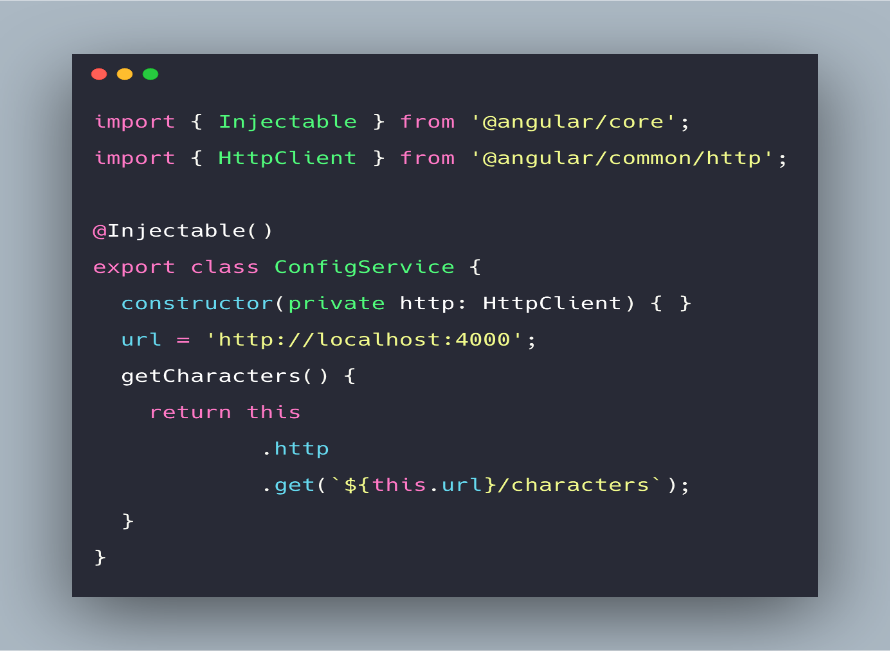 import { Injectable } from '@angular/core';
import { HttpClient } from '@angular/common/http';

@Injectable()
export class ConfigService {
  constructor(private http: HttpClient) { }
  url = 'http://localhost:4000';
  getCharacters() {
    return this
            .http
            .get(`${this.url}/characters`);
  }
}